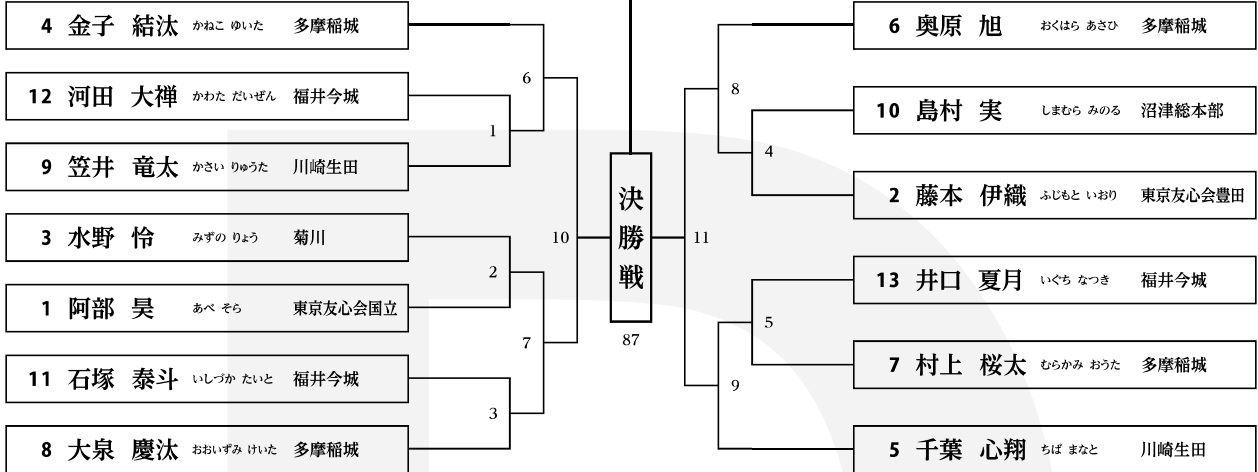 4 金子 結汰 かねこ ゆいた 多摩稲城
12 河田 大禅 かわた だいぜん 福井今城
9 笠井 竜太 かさい りゅうた 川崎生田
3 水野 怜 みずの りょう 菊川
1 阿部 昊 あべ そら 東京友心会国立
11 石塚 泰斗 いしづか たいと 福井今城
8 大泉 慶汰 おおいずみ けいた 多摩稲城
6
1
2
10
7
3
決勝戦
87
8
4
11
5
9
6 奥原 旭 おくはら あさひ 多摩稲城
10 島村 実 しまむら みのる 沼津総本部
2 藤本 伊織 ふじもと いおり 東京友心会豊田
13 井口 夏月 いぐち なつき 福井今城
7 村上 桜太 むらかみ おうた 多摩稲城
5 千葉 心翔 ちば まなと 川崎生田